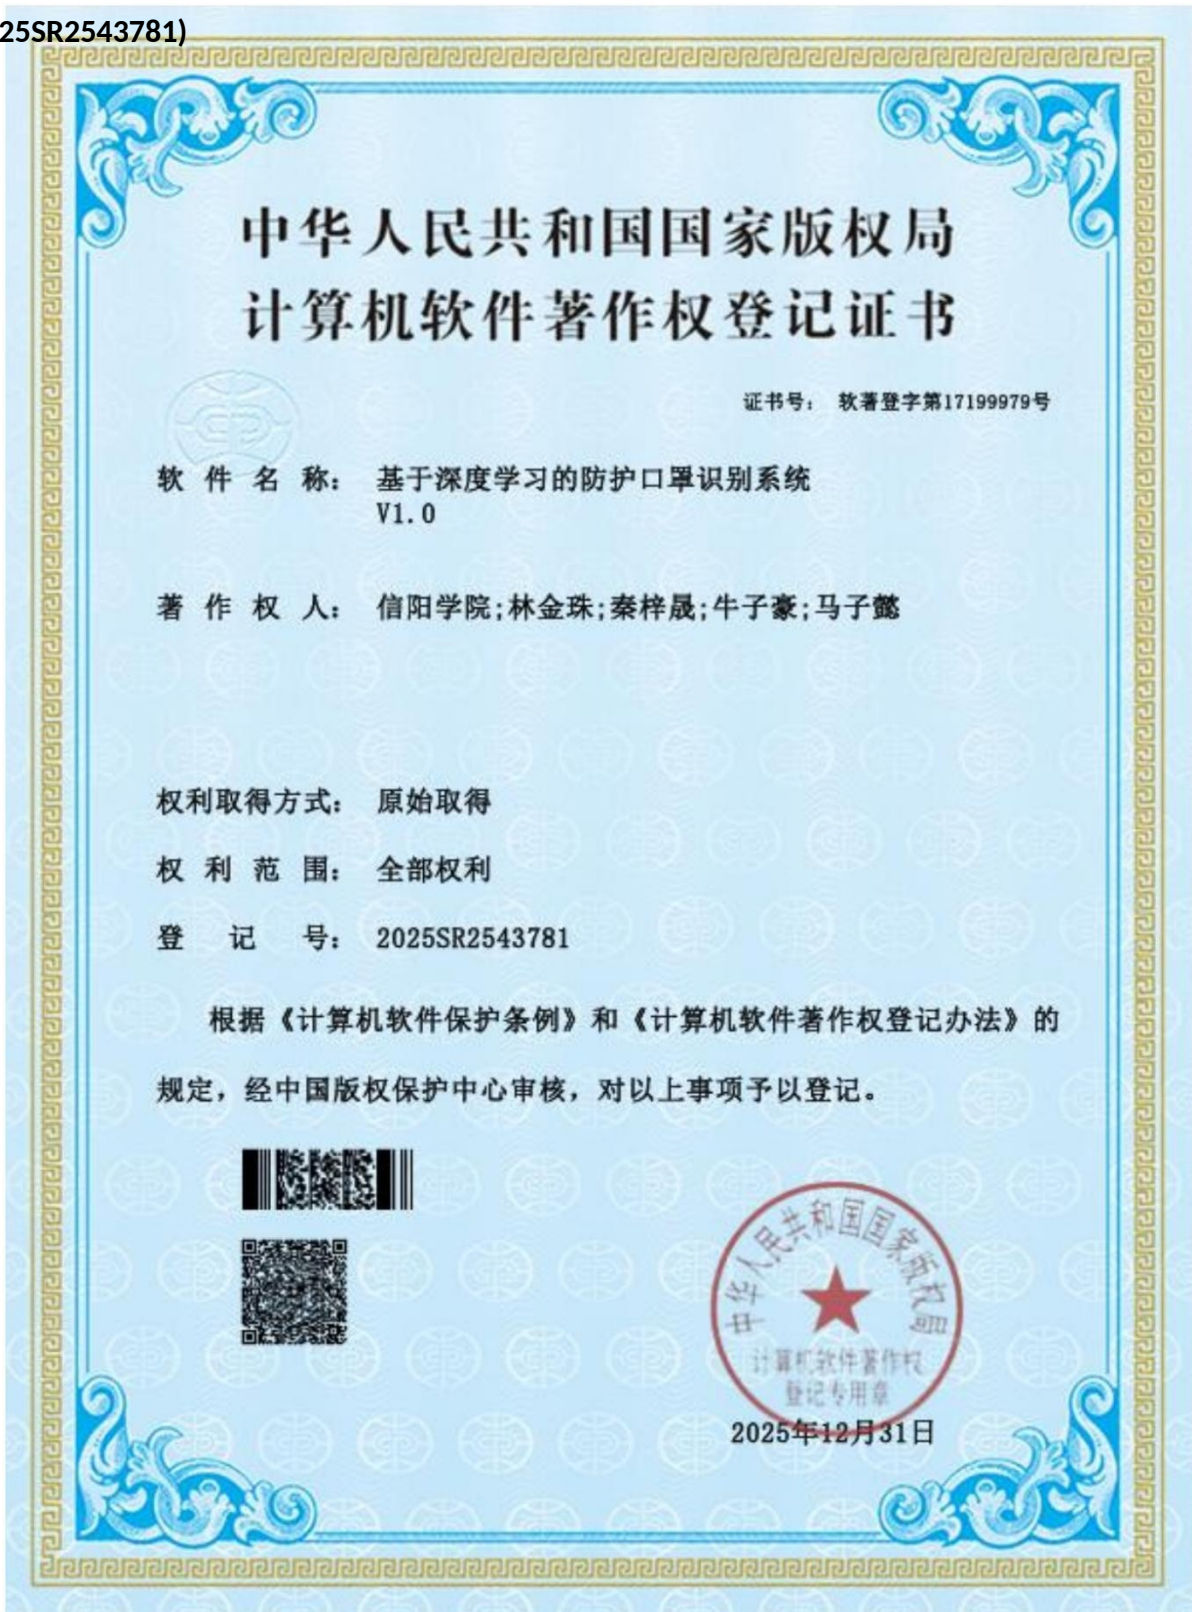 25SR2543781)
中华人民共和国国家版权局
计算机软件著作权登记证书
证书号： 软著登字第17199979号
软件名称： 基于深度学习的防护口罩识别系统
V1.0
著作权人： 信阳学院;林金珠;秦梓晟;牛子豪;马子懿
权利取得方式： 原始取得
权利范围： 全部权利
登记号： 2025SR2543781
根据《计算机软件保护条例》和《计算机软件著作权登记办法》的
规定，经中国版权保护中心审核，对以上事项予以登记。
中华人民共和国国家版权局
计算机软件著作权
登记专用章
2025年12月31日